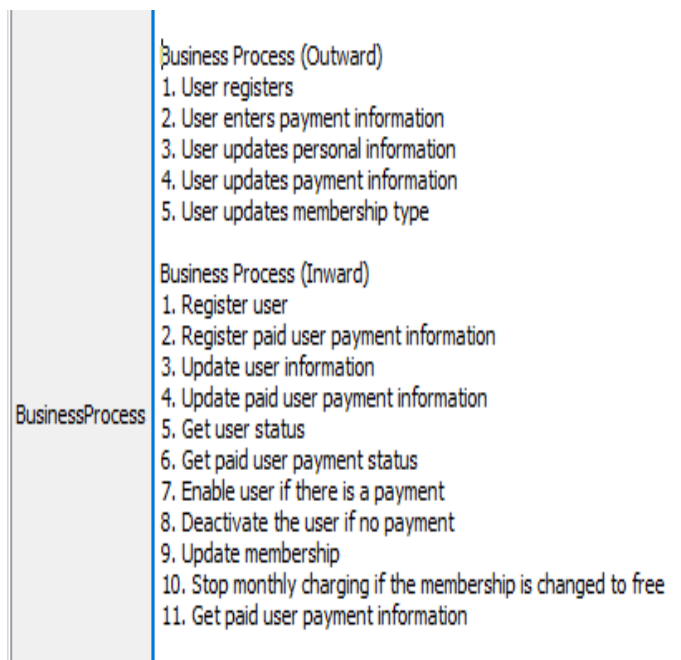 Business Process (Outward)
1. User registers
2. User enters payment information
3. User updates personal information
4. User updates payment information
5. User updates membership type
Business Process (Inward)
1. Register user
2. Register paid user payment information
3. Update user information
4. Update paid user payment information
BusinessProcess
5. Get user status
6. Get paid user payment status
7. Enable user if there is a payment
8. Deactivate the user if no payment
9. Update membership
10. Stop monthly charging if the membership is changed to free
11. Get paid user payment information